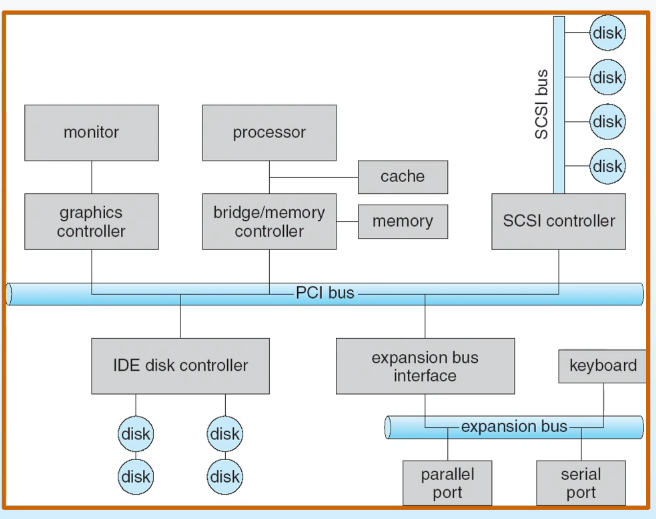 disk
disk
disk
disk
SCSI bus
monitor
processor
cache
graphics
controller
bridge/memory
controller
memory
SCSI controller
PCI bus
IDE disk controller
expansion bus
interface
keyboard
disk
disk
expansion bus
disk
disk
parallel
port
serial
port